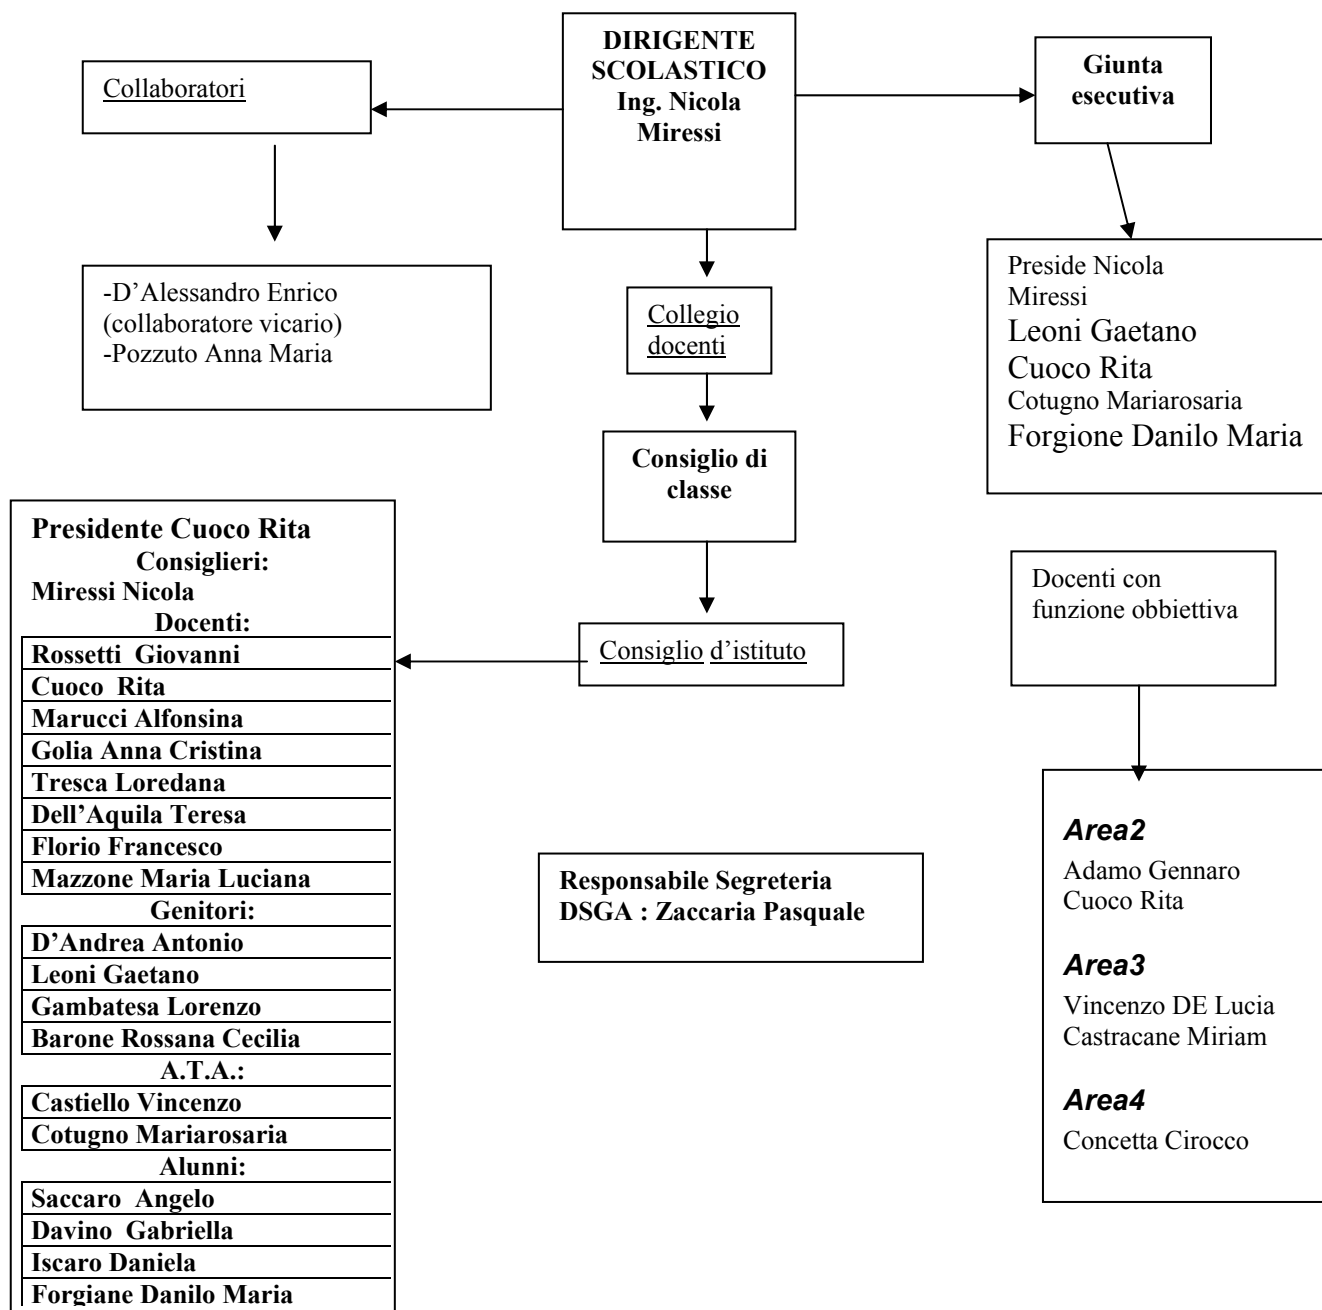 DIRIGENTE
SCOLASTICO
Ing. Nicola
Miressi
Collaboratori
Giunta
esecutiva
-D’Alessandro Enrico
(collaboratore vicario)
-Pozzuto Anna Maria
Collegio
docenti
Preside Nicola
Miressi
Leoni Gaetano
Cuoco Rita
Cotugno Mariarosaria
Forgione Danilo Maria
Consiglio di
classe
Consiglio d’istituto
Presidente Cuoco Rita
Consiglieri:
Miressi Nicola
Docenti:
Rossetti Giovanni
Cuoco Rita
Marucci Alfonsina
Golia Anna Cristina
Tresca Loredana
Dell’Aquila Teresa
Florio Francesco
Mazzone Maria Luciana
Genitori:
D’Andrea Antonio
Leoni Gaetano
Gambatesa Lorenzo
Barone Rossana Cecilia
A.T.A.:
Castiello Vincenzo
Cotugno Mariarosaria
Alunni:
Saccaro Angelo
Davino Gabriella
Iscaro Daniela
Forgiane Danilo Maria
Docenti con
funzione obbiettiva
Responsabile Segreteria
DSGA : Zaccaria Pasquale
Area2
Adamo Gennaro
Cuoco Rita
Area3
Vincenzo DE Lucia
Castracane Miriam
Area4
Concetta Cirocco